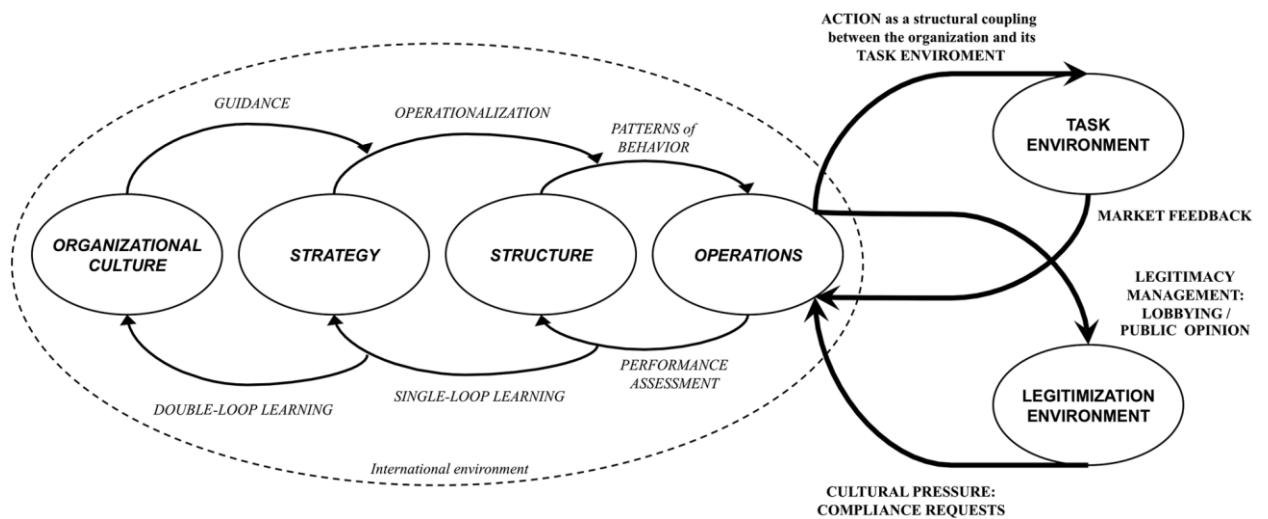 ACTION as a structural coupling
between the organization and its
TASK ENVIROMENT
GUIDANCE
OPERATIONALIZATION
PATTERNS of
BEHAVIOR
TASK
ENVIRONMENT
MARKET FEEDBACK
ORGANIZATIONAL
CULTURE
STRATEGY
STRUCTURE
OPERATIONS
LEGITIMACY
MANAGEMENT:
LOBBYING /
PUBLIC OPINION
PERFORMANCE
ASSESSMENT
SINGLE-LOOP LEARNING
DOUBLE-LOOP LEARNING
LEGITIMIZATION
ENVIRONMENT
International environment
CULTURAL PRESSURE:
COMPLIANCE REQUESTS